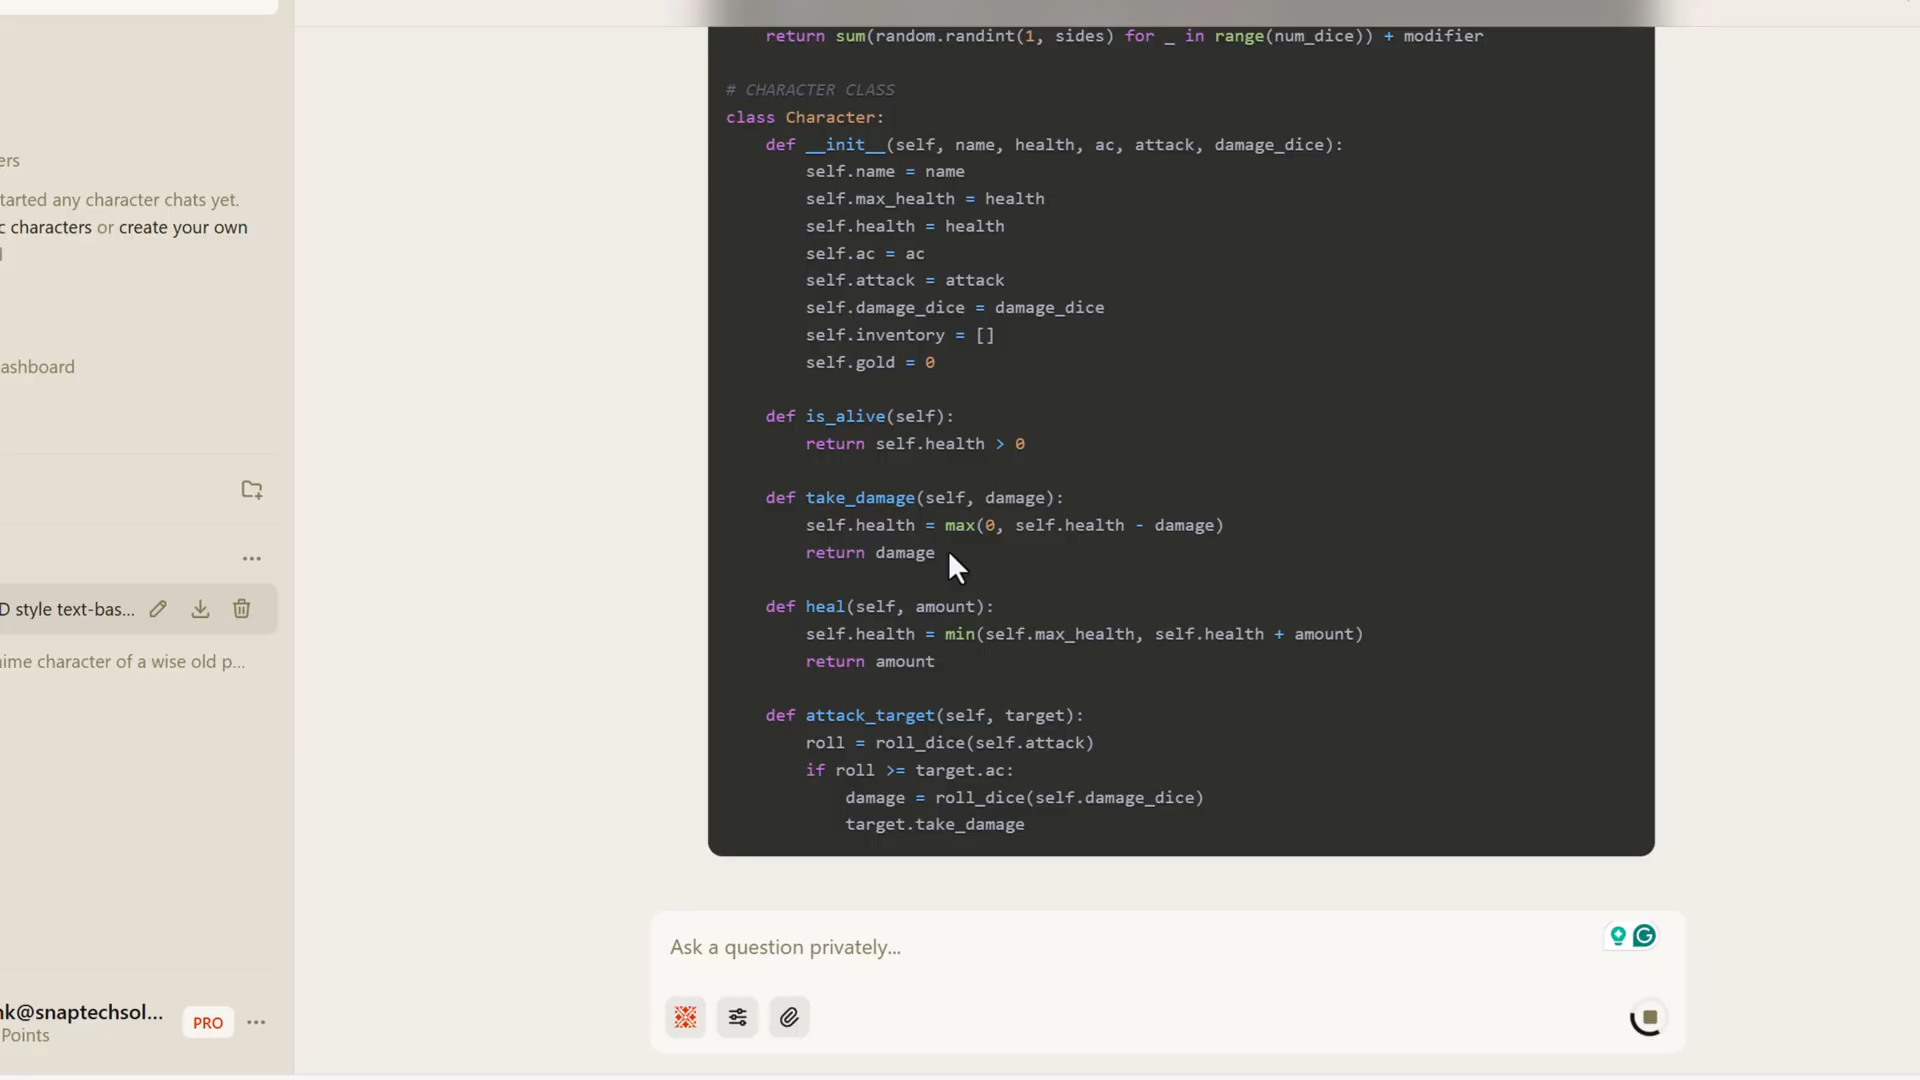 ers
tarted any character chats yet.
c characters or create your own
ashboard
D style text-bas...
nime character of a wise old p...
nk@snaptechsol...
PRO
Points
return sum(random.randint(1, sides) for _ in range(num_dice)) + modifier
# CHARACTER CLASS
class Character:
def __init__(self, name, health, ac, attack, damage_dice):
self.name = name
self.max_health = health
self.health = health
self.ac = ac
self.attack = attack
self.damage_dice = damage_dice
self.inventory = []
self.gold = 0
def is_alive(self):
return self.health > 0
def take_damage(self, damage):
self.health = max(0, self.health - damage)
return damage
def heal(self, amount):
self.health = min(self.max_health, self.health + amount)
return amount
def attack_target(self, target):
roll = roll_dice(self.attack)
if roll >= target.ac:
damage = roll_dice(self.damage_dice)
target.take_damage
Ask a question privately...